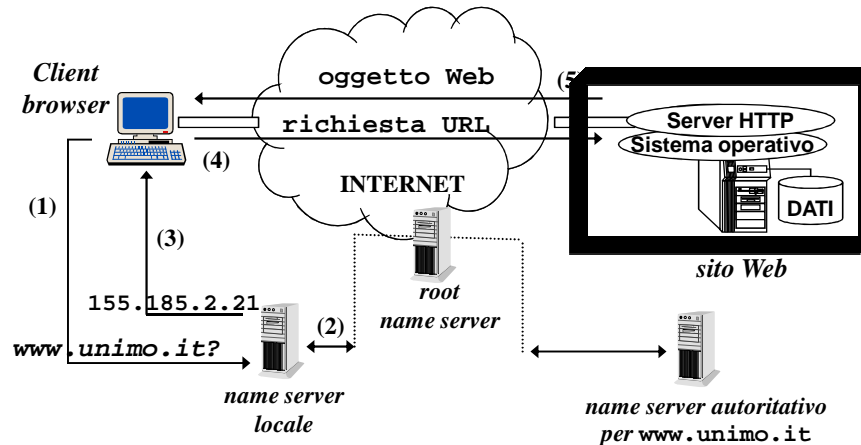 Client
browser
oggetto Web
(5
richiesta URL
(4)
Server HTTP
Sistema operativo
DATI
INTERNET
(1)
(3)
sito Web
155.185.2.21
root
name server
(2)
www.unimo.it?
name server
locale
name server autoritativo
per www.unimo.it